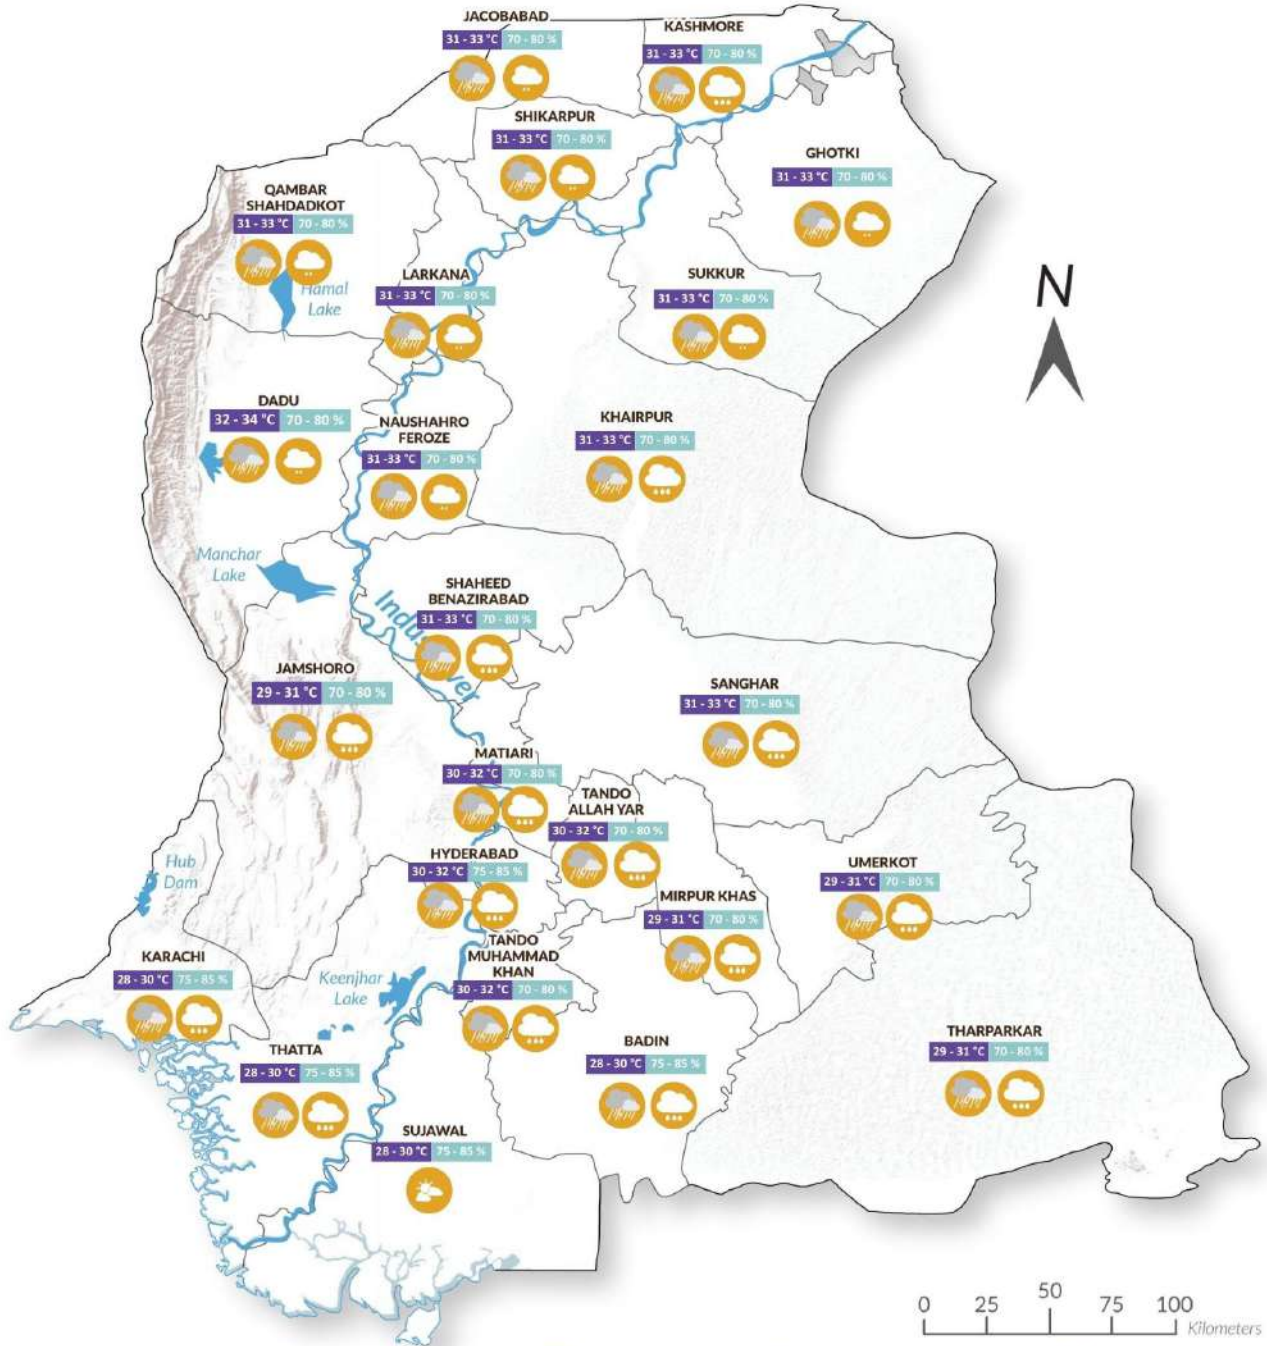 JACOBABAD
31 - 33 °C 70 - 80 %
KASHMORE
31 - 33 °C 70 - 80 %
SHIKARPUR
31 - 33 °C 70 - 80 %
GHOTKI
31 - 33 °C 70 - 80 %
QAMBAR
SHAHDADKOT
31 - 33 °C 70 - 80 %
Hamal
Lake
LARKANA
31 - 33 °C 70 - 80 %
SUKKUR
31 - 33 °C 70 - 80 %
N
DADU
32 - 34 °C 70 - 80 %
NAUSHAHRO
FEROZE
31 -33 °C 70 - 80 %
KHAIRPUR
31 - 33 °C 70 - 80 %
Manchar
Lake
SHAHEED
BENAZIRABAD
31 - 33 °C 70 - 80 %
JAMSHORO
29 - 31 °C 70 - 80 %
SANGHAR
31 - 33 °C 70 - 80 %
MATIARI
30 - 32 °C 70 - 80 %
TANDO
ALLAH YAR
30 - 32 °C 70 - 80 %
HYDERABAD
30 - 32 °C 75 - 85 %
Hub
Dam
UMERKOT
29 - 31 °C 70 - 80 %
MIRPUR KHAS
29 - 31 °C 70 - 80 %
KARACHI
28 - 30 °C 75 - 85 %
Keenjhar
Lake
TANDO
MUHAMMAD
KHAN
30 - 32 °C 70 - 80 %
THATTA
28 - 30 °C 75 - 85 %
BADIN
28 - 30 °C 75 - 85 %
THARPARKAR
29 - 31 °C 70 - 80 %
SUJAWAL
28 - 30 °C 75 - 85 %
0 25 50 75 100
Kilometers